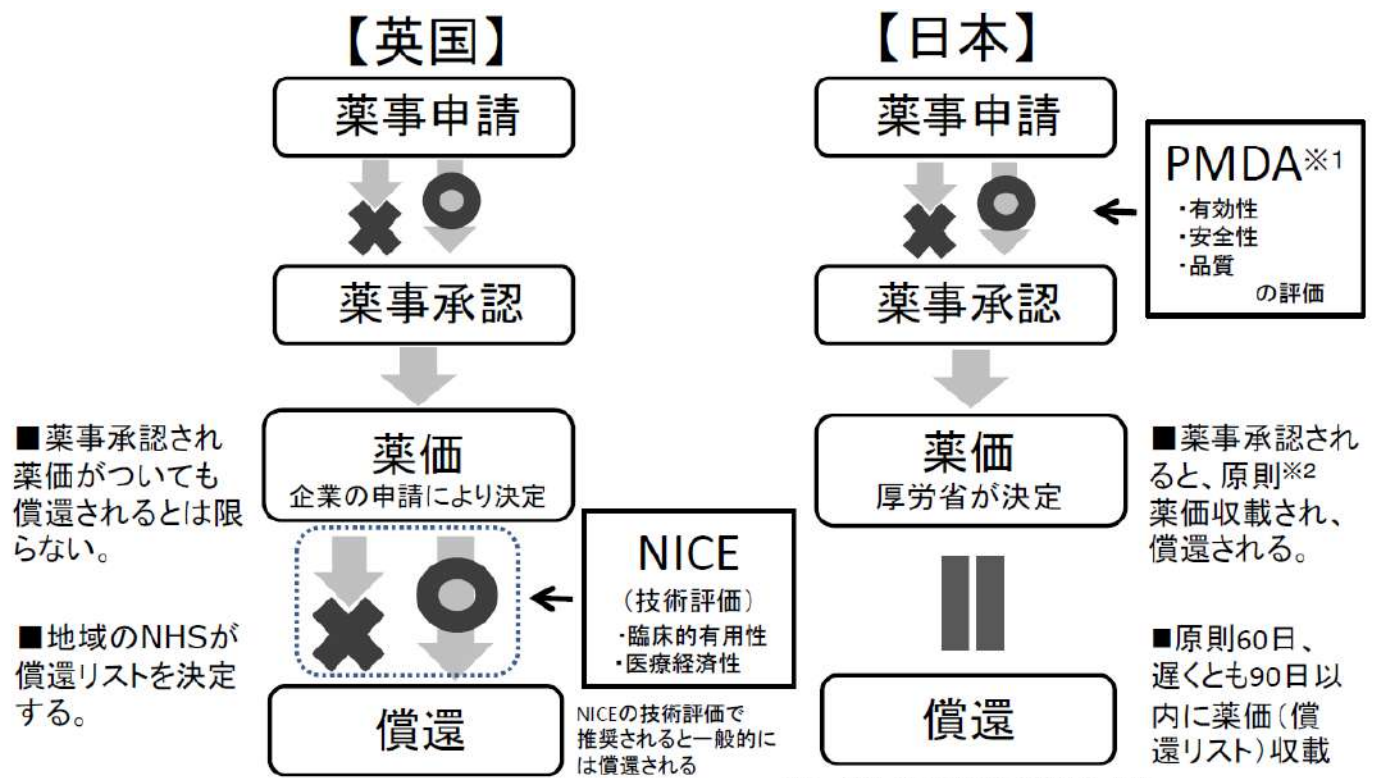 【英国】
薬事申請
薬事承認
薬価
企業の申請により決定
償還
■薬事承認され
薬価がついても
償還されるとは限
らない。
■地域のNHSが
償還リストを決定
する。
NICE
（技術評価）
・臨床的有用性
・医療経済性
NICEの技術評価で
推奨されると一般的に
は償還される
【日本】
薬事申請
薬事承認
薬価
厚労省が決定
償還
PMDA※1
・有効性
・安全性
・品質
の評価
■薬事承認され
ると、原則※2
薬価収載され、
償還される。
■原則60日、
遅くとも90日以
内に薬価（償
還リスト）収載